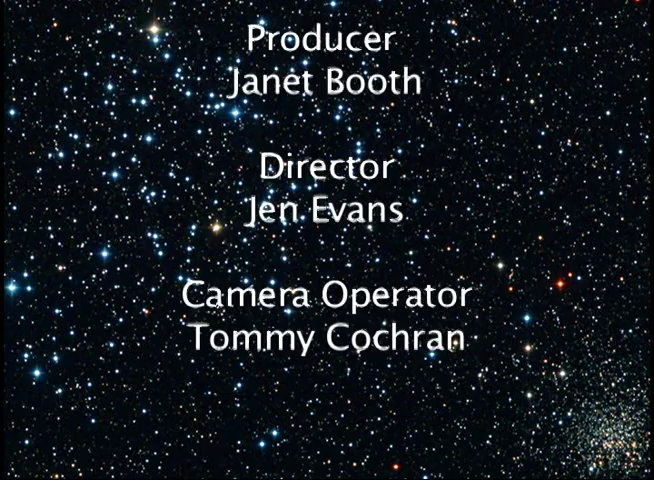 Producer
Janet Booth
Director
Jen Evans
Camera Operator
Tommy Cochran